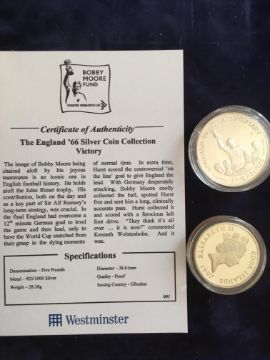 BOBBY
MOORE
FUND
CANCER RESEARCH UK
Certificate of Authenticity
The England '66 Silver Coin Collection
Victory
The image of Bobby Moore being
chaired aloft by his joyous
teammates is an iconic one in
English football history. He holds
aloft the Jules Rimet trophy. His
contribution, both on the day and
as a key part of Sir Alf Ramsey's
long-term strategy, was crucial. In
the final England had overcome a
12th minute German goal to level
the game and then lead, only to
have the World Cup snatched from
their grasp in the dying moments
of normal time. In extra time,
Hurst scored the controversial 'on
the line' goal to give England the
lead. With Germany desperately
attacking, Bobby Moore coolly
collected the ball, spotted Hurst
free and sent him a long, clinically
accurate pass. Hurst collected it
and scored with a ferocious left
foot drive. "They think it's all
over ... it is now!" commented
Kenneth Wolstenholm. And it
was.
Specifications
Denomination - Five Pounds
Metal - 925/1000 Silver
Weight - 28.28g
Diameter - 38.61mm
Quality - Proof
Issuing Country - Gibraltar
Westminster
ELIZABETH II